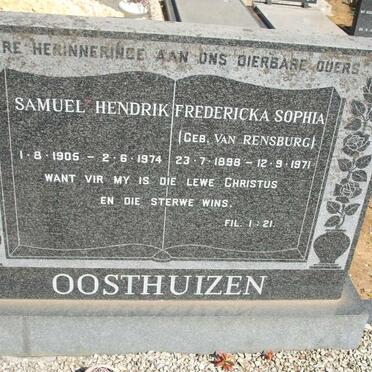 RE HERINNERINGE AAN ONS DIERBARE OUERS
SAMUEL HENDRIK
1-8-1905 - 2-6-1974
FREDERICKA SOPHIA
(GEB. VAN RENSBURG)
23-7-1898 - 12-9-1971
WANT VIR MY IS DIE LEWE CHRISTUS
EN DIE STERWE WINS.
FIL. 1:21.
OOSTHUIZEN